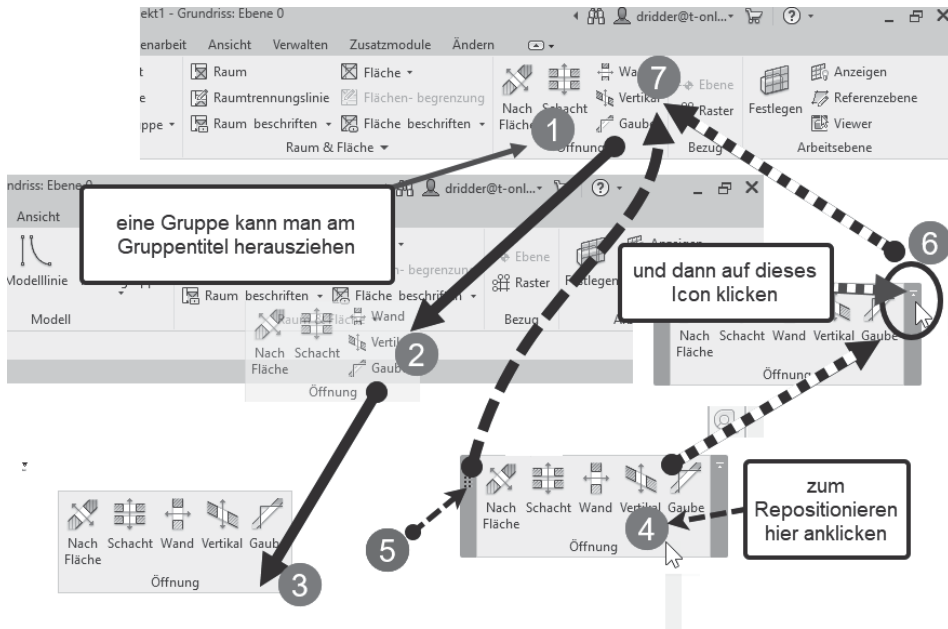 ekt1 - Grundriss: Ebene 0
dridder@t-onl...
enarbeit Ansicht Verwalten Zusatzmodule Ändern
Raum Fläche
Raumtrennungslinie Flächen- begrenzung
ppe Raum beschriften Fläche beschriften
Raum & Fläche
Nach Fläche
Schacht
Vertikal
Gaube
Öffnung
7
1
Ebene
Raster
Bezug
Festlegen
Anzeigen
Referenzebene
Viewer
Arbeitsebene
ndriss: Ebene 0
dridder@t-onl...
Ansicht
eine Gruppe kann man am
Gruppentitel herausziehen
Modelllinie
Modell
begrenzung
Raum beschriften Fläche beschriften
Ebene
Raster
Bezug
Festlegen
und dann auf dieses
Icon klicken
6
Nach
Fläche
Schacht
Wand
Gaube
Öffnung
2
Nach Schacht Wand Vertikal Gaube
Fläche
Öffnung
Nach Schacht Wand Vertikal Gaube
Fläche
Öffnung
3
5
Nach Schacht Wand Vertikal Gaube
Fläche
Öffnung
4
zum
Repositionieren
hier anklicken